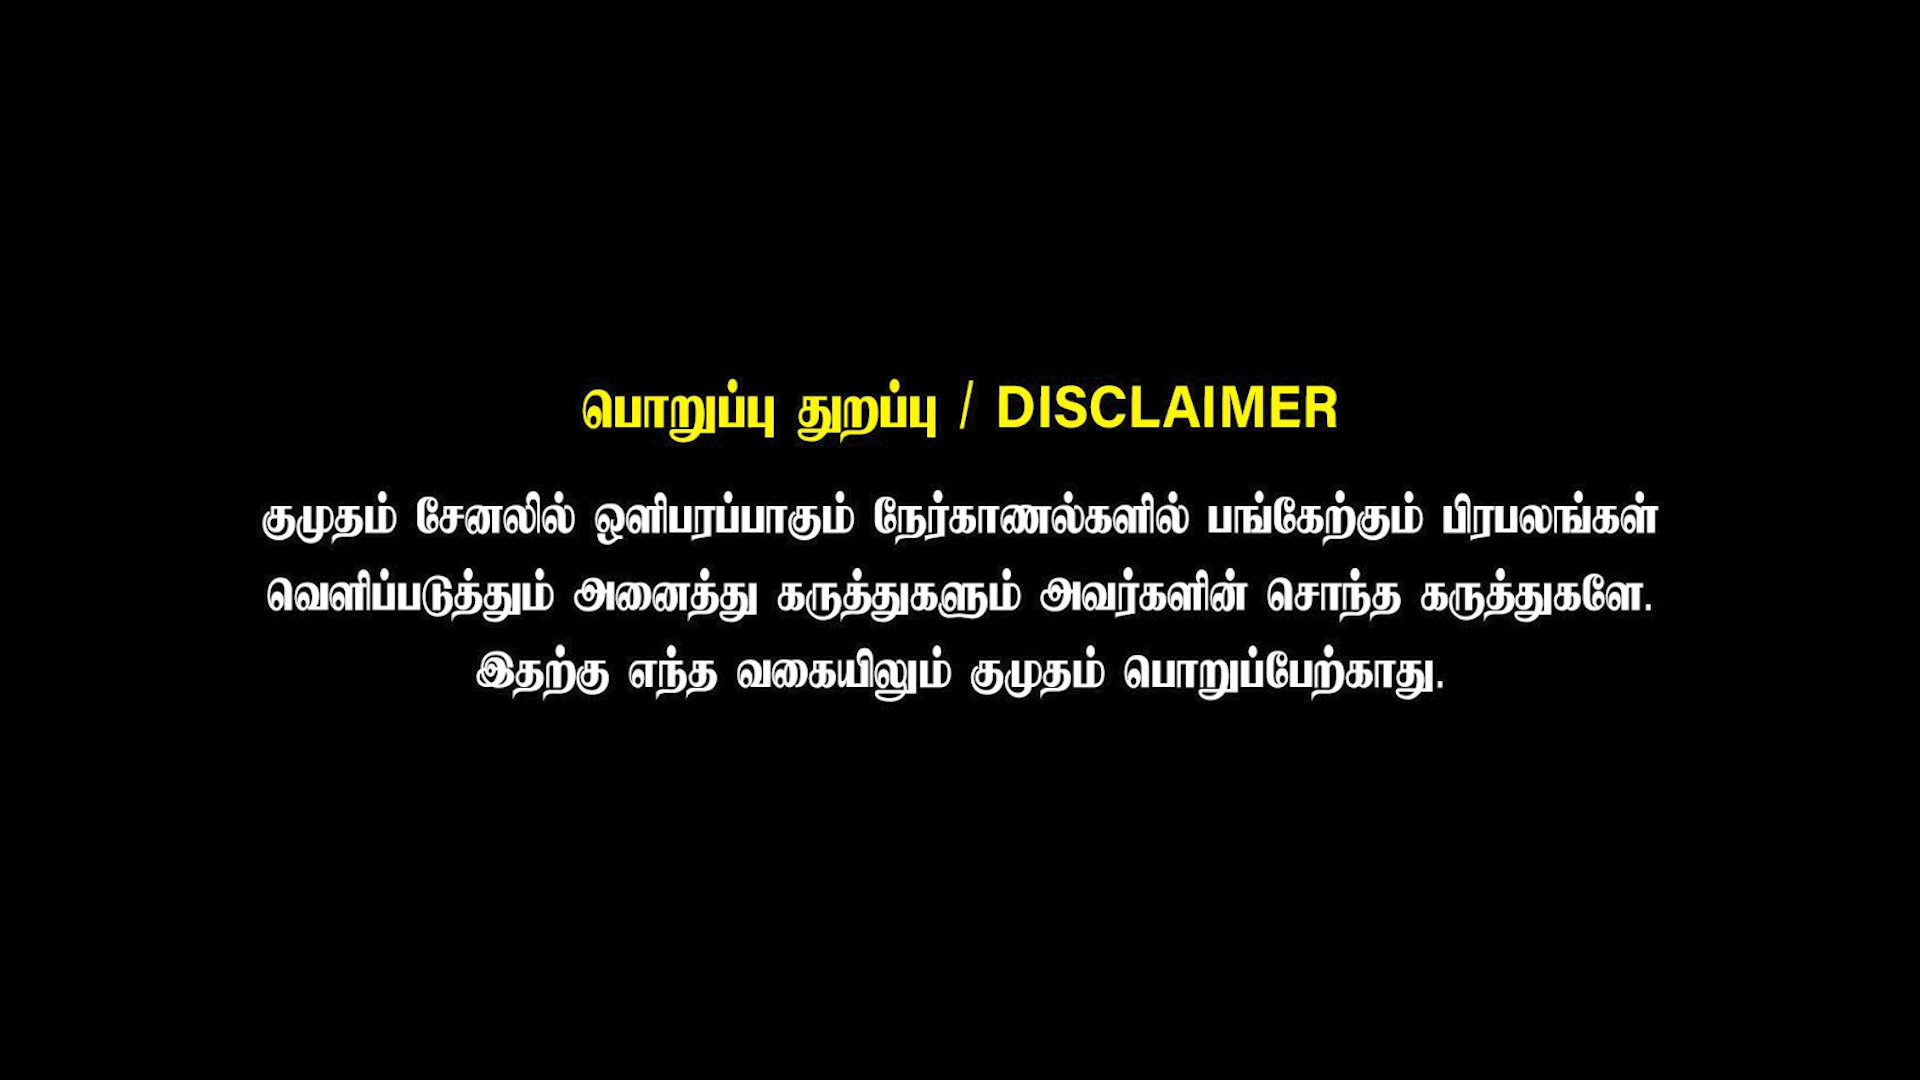 பொறுப்பு துறப்பு / DISCLAIMER
குமுதம் சேனலில் ஒளிபரப்பாகும் நேர்காணல்களில் பங்கேற்கும் பிரபலங்கள்
வெளிப்படுத்தும் அனைத்து கருத்துகளும் அவர்களின் சொந்த கருத்துகளே.
இதற்கு எந்த வகையிலும் குமுதம் பொறுப்பேற்காது.